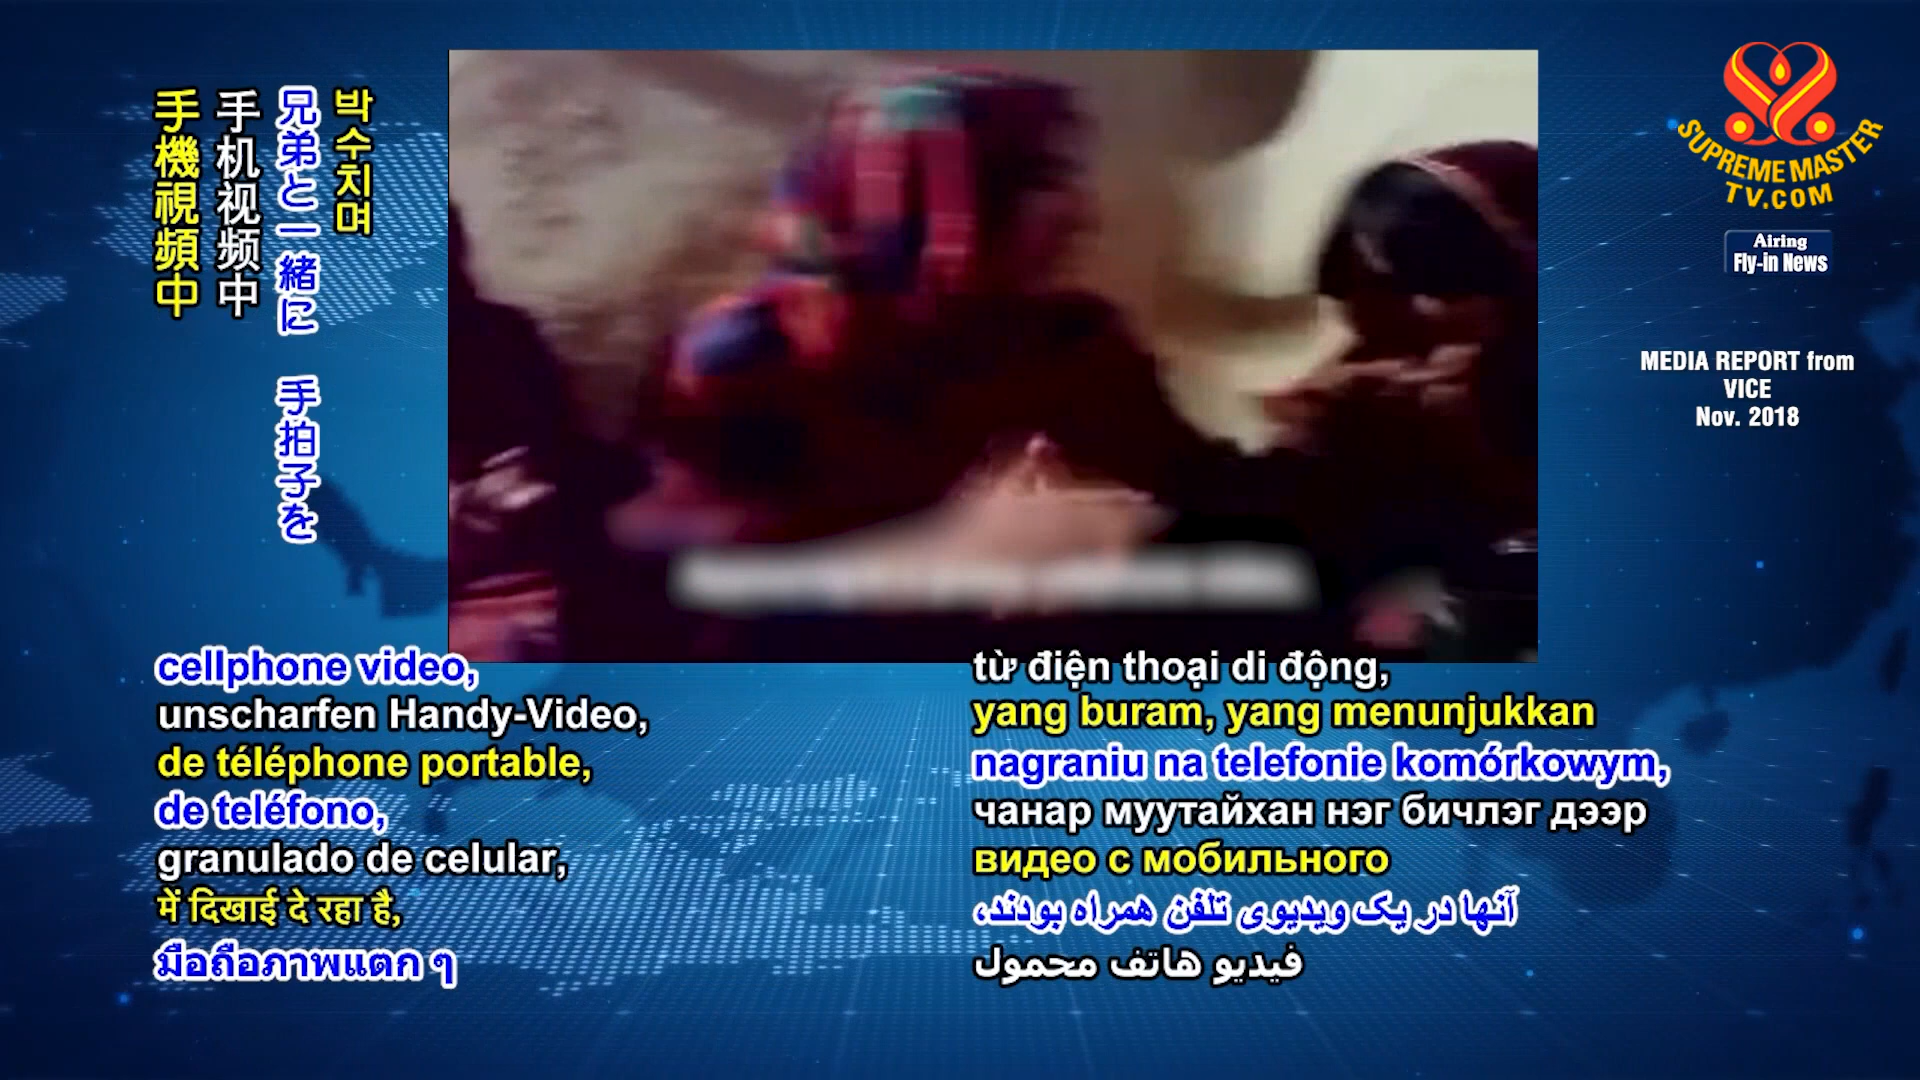 手機視頻中
手机视频中
兄弟と一緒に 手拍子を
박수치며
SUPREME MASTER
TV.COM
Airing
Fly-in News
MEDIA REPORT from
VICE
Nov. 2018
cellphone video,
unscharfen Handy-Video,
de téléphone portable,
de teléfono,
granulado de celular,
में दिखाई दे रहा है,
มือถือภาพแตก ๆ
từ điện thoại di động,
yang buram, yang menunjukkan
nagraniu na telefonie komórkowym,
чанар муутайхан нэг бичлэг дээр
видео с мобильного
آنها در یک ویدیوی تلفن همراه بودند،
فيديو هاتف محمول